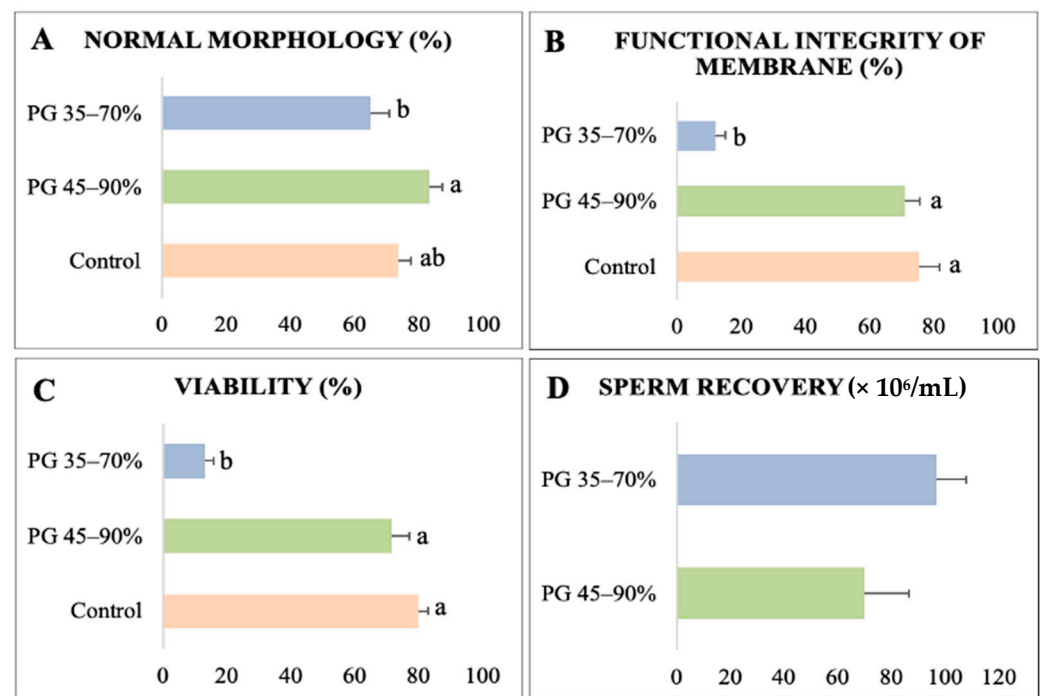 A NORMAL MORPHOLOGY (%)
PG 35–70% b
PG 45–90% a
Control ab
0 20 40 60 80 100
B FUNCTIONAL INTEGRITY OF
MEMBRANE (%)
PG 35–70% b
PG 45–90% a
Control a
0 20 40 60 80 100
C VIABILITY (%)
PG 35–70% b
PG 45–90% a
Control a
0 20 40 60 80 100
D SPERM RECOVERY (× 10⁶/mL)
PG 35–70%
PG 45–90%
0 20 40 60 80 100 120